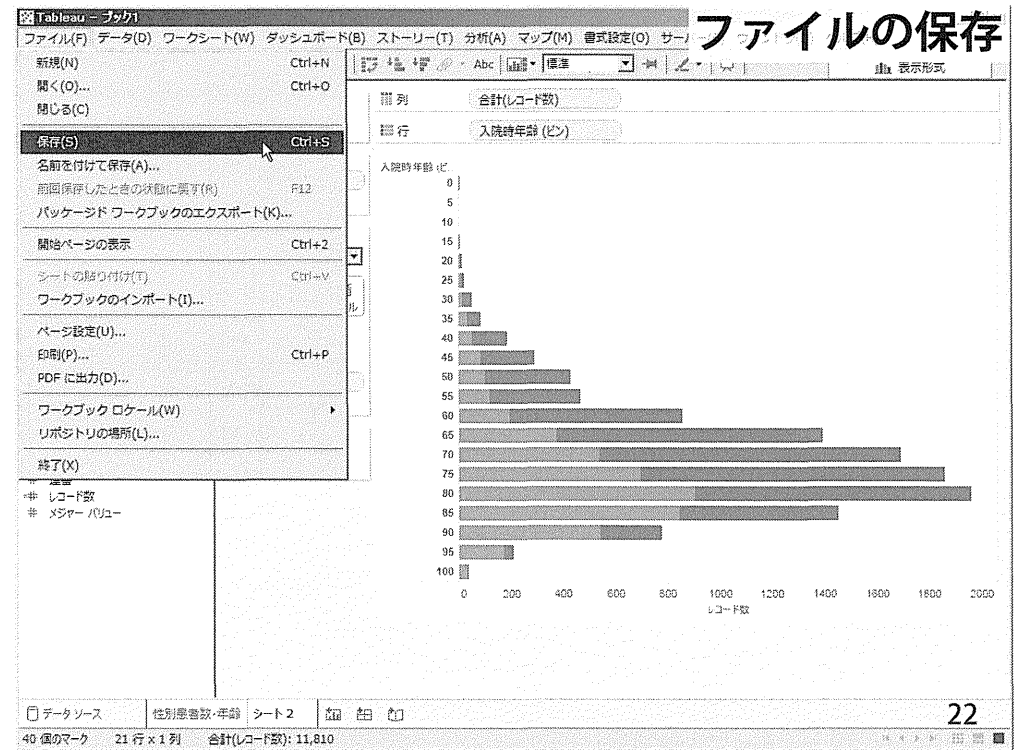 Tableau - ブック1
ファイルの保存
ファイル(F) データ(D) ワークシート(W) ダッシュボード(B) ストーリー(T) 分析(A) マップ(M) 書式設定(O) サーバー
新規(N) Ctrl+N
開く(O)... Ctrl+O
閉じる(C)
保存(S) Ctrl+S
名前を付けて保存(A)...
前回保存したときの状態に戻す(R) F12
パッケージド ワークブックのエクスポート(K)...
開始ページの表示 Ctrl+2
シートの貼り付け(T) Ctrl+V
ワークブックのインポート(I)...
ページ設定(U)...
印刷(P)... Ctrl+P
PDF に出力(D)...
ワークブック ロケール(W)
リポジトリの場所(L)...
終了(X)
レコード数
メジャー バリュー
Abc 標準 表示形式
列 合計(レコード数)
行 入院時年齢 (ビン)
入院時年齢 (ビ.
0
5
10
15
20
25
30
35
40
45
50
55
60
65
70
75
80
85
90
95
100
0 200 400 600 800 1000 1200 1400 1600 1800 2000
レコード数
データソース 性別患者数・年齢 シート 2
22
40 個のマーク 21 行 x 1 列 合計(レコード数): 11,810